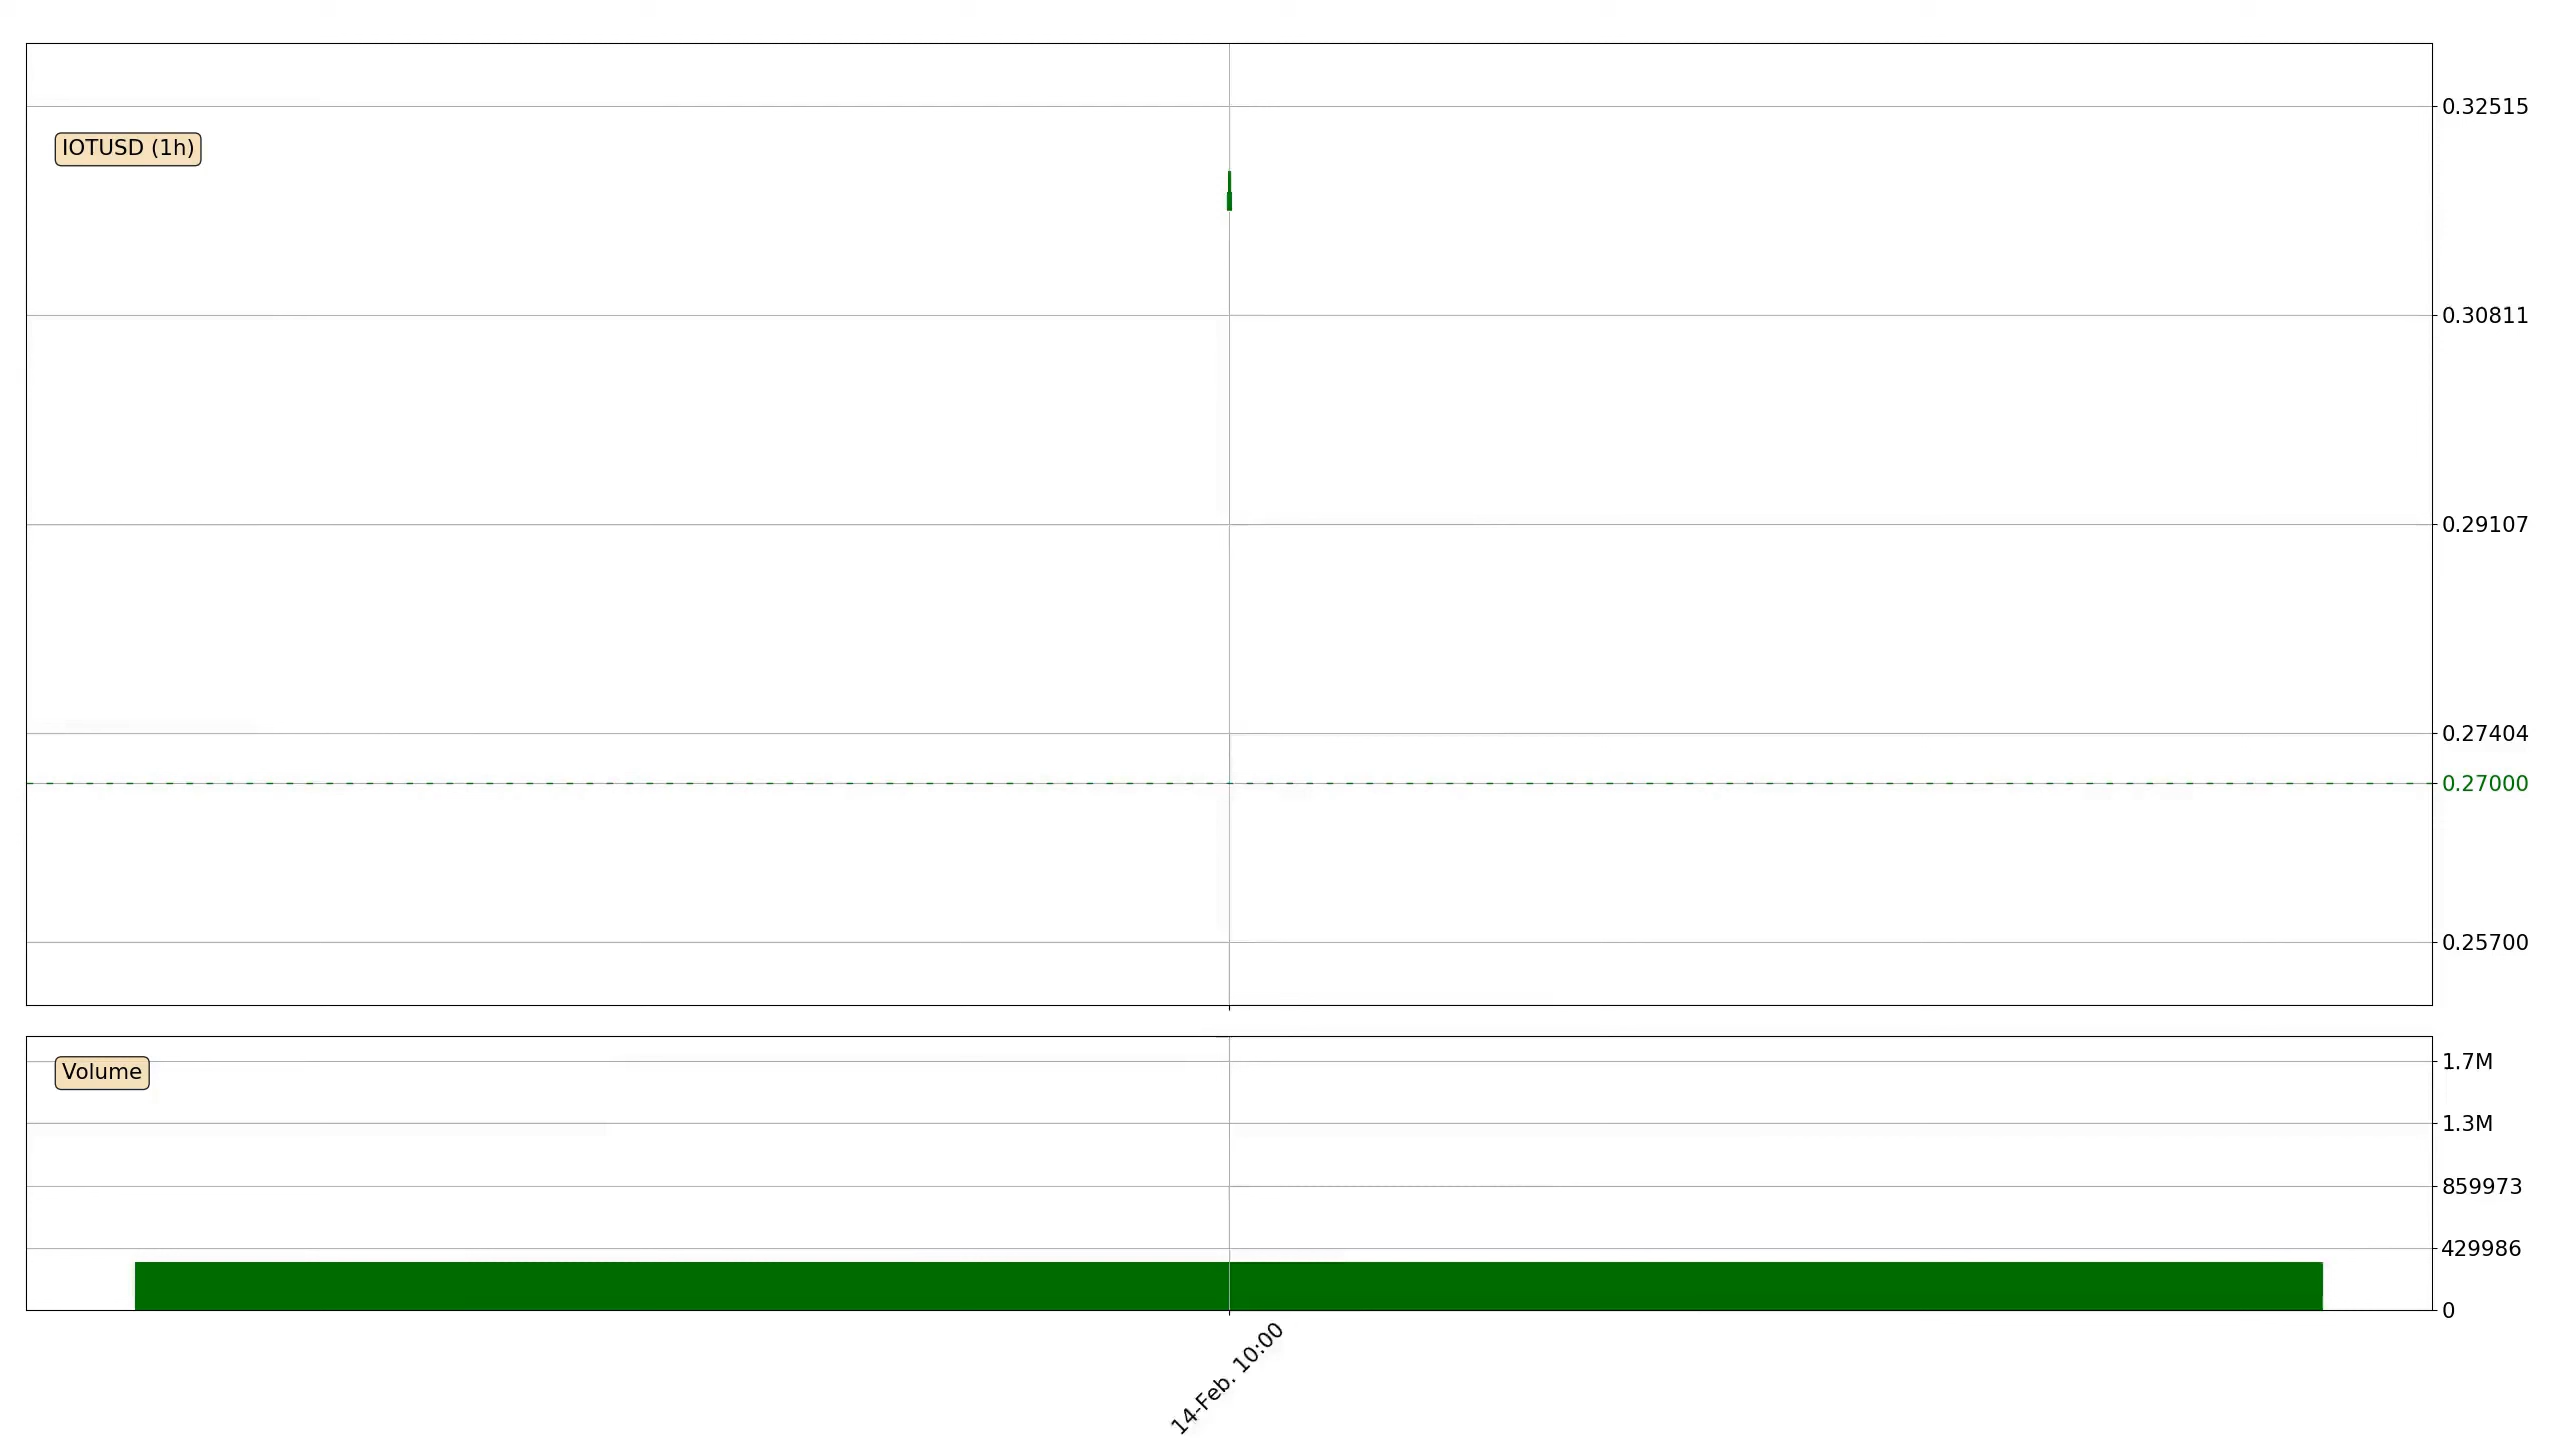 0.32515
IOTUSD (1h)
0.30811
0.29107
0.27404
0.27000
0.25700
Volume
1.7M
1.3M
859973
429986
0
14-Feb. 10:00